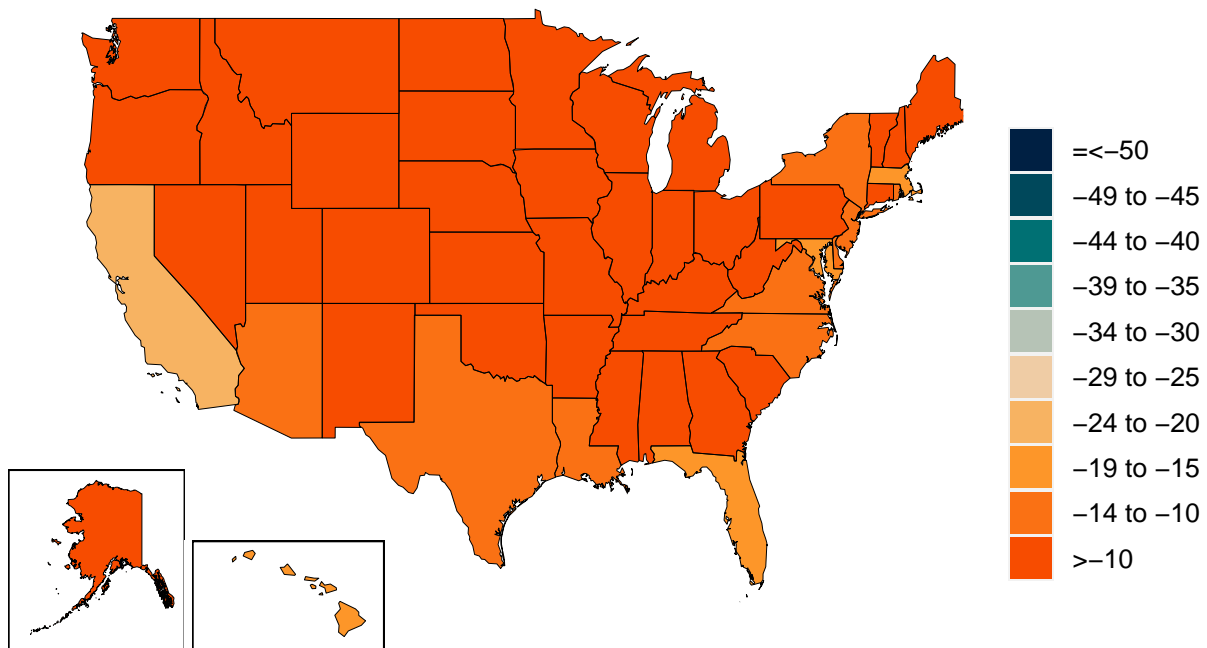 =<−50
−49 to −45
−44 to −40
−39 to −35
−34 to −30
−29 to −25
−24 to −20
−19 to −15
−14 to −10
>−10